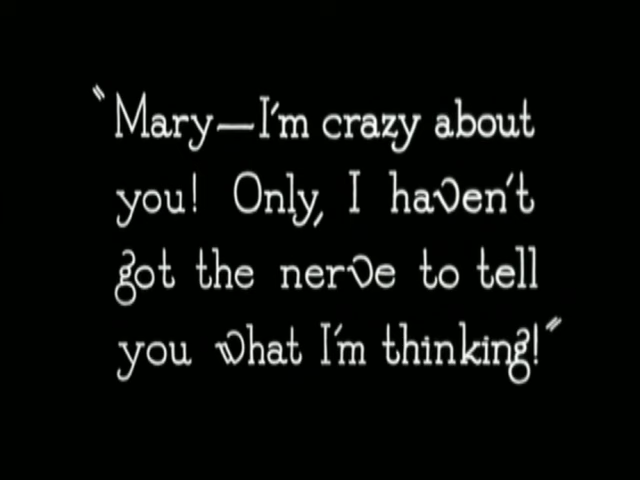 "Mary—I'm crazy about
you! Only, I haven't
got the nerve to tell
you what I'm thinking!"